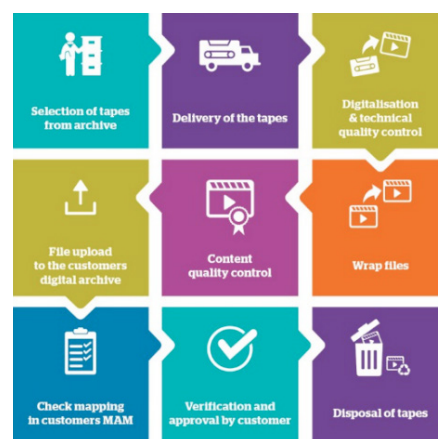 Selection of tapes
from archive
Delivery of the tapes
Digitalisation
& technical
quality control
File upload
to the customers
digital archive
Content
quality control
Wrap files
Check mapping
in customers MAM
Verification and
approval by customer
Disposal of tapes